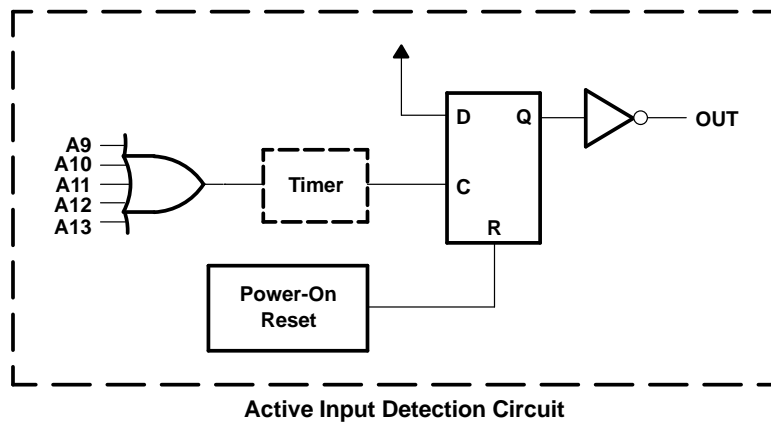 A9
A10
A11
A12
A13
Timer
D
Q
C
R
OUT
Power-On
Reset
Active Input Detection Circuit